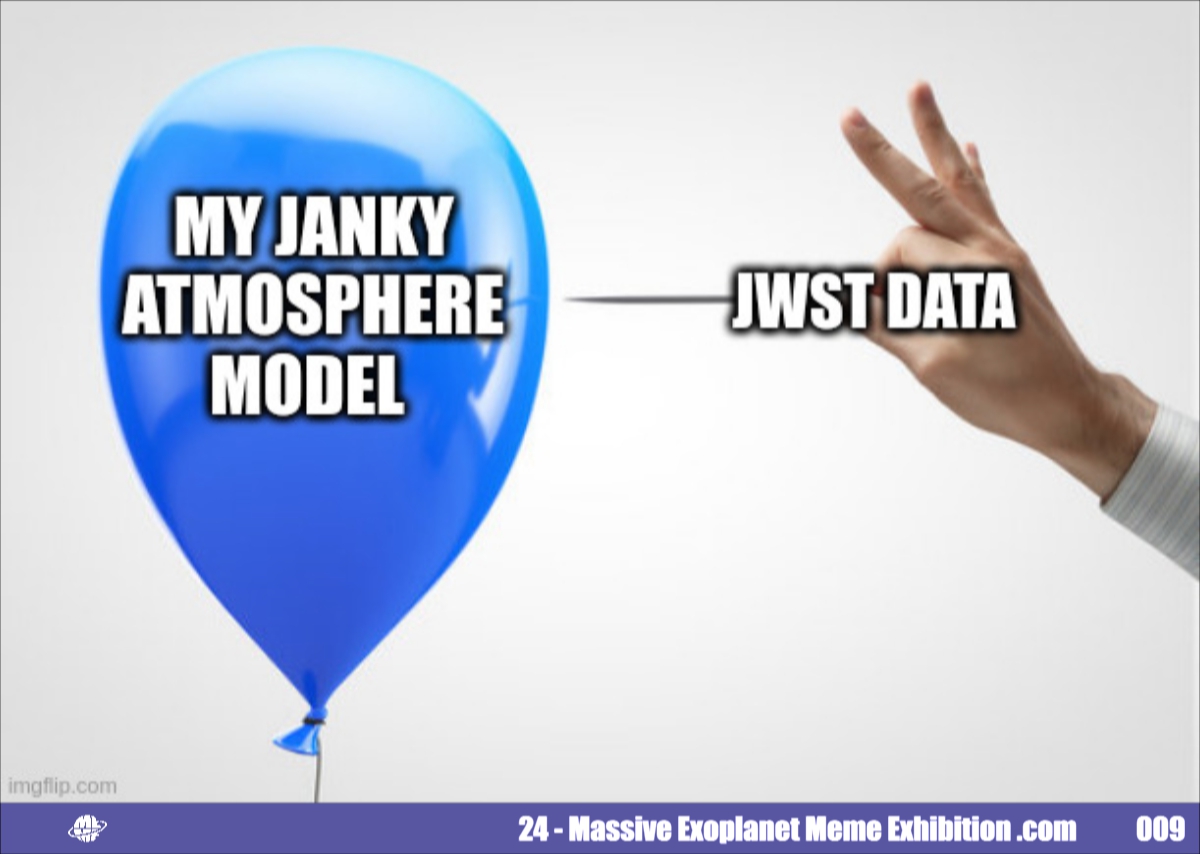 MY JANKY
ATMOSPHERE
MODEL
JWST DATA
imgflip.com
24 - Massive Exoplanet Meme Exhibition .com 009